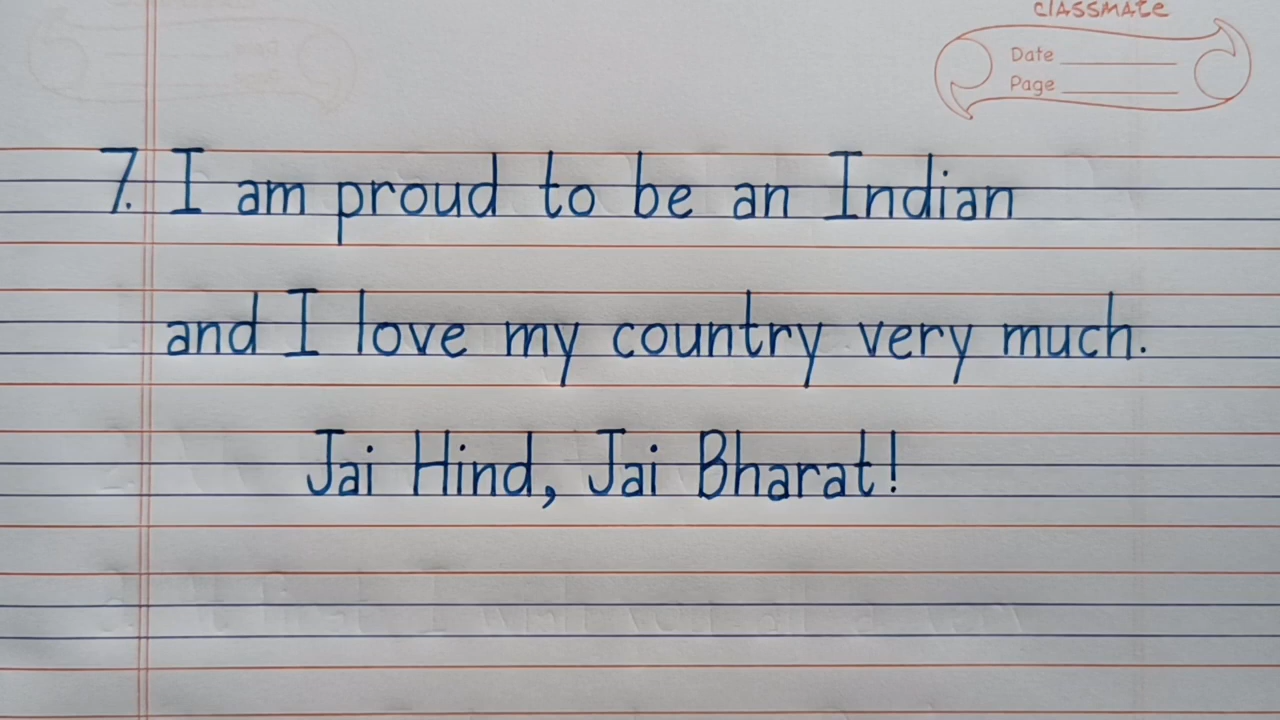 classmate
Date
Page
7. I am proud to be an Indian
and I love my country very much.
Jai Hind, Jai Bharat!